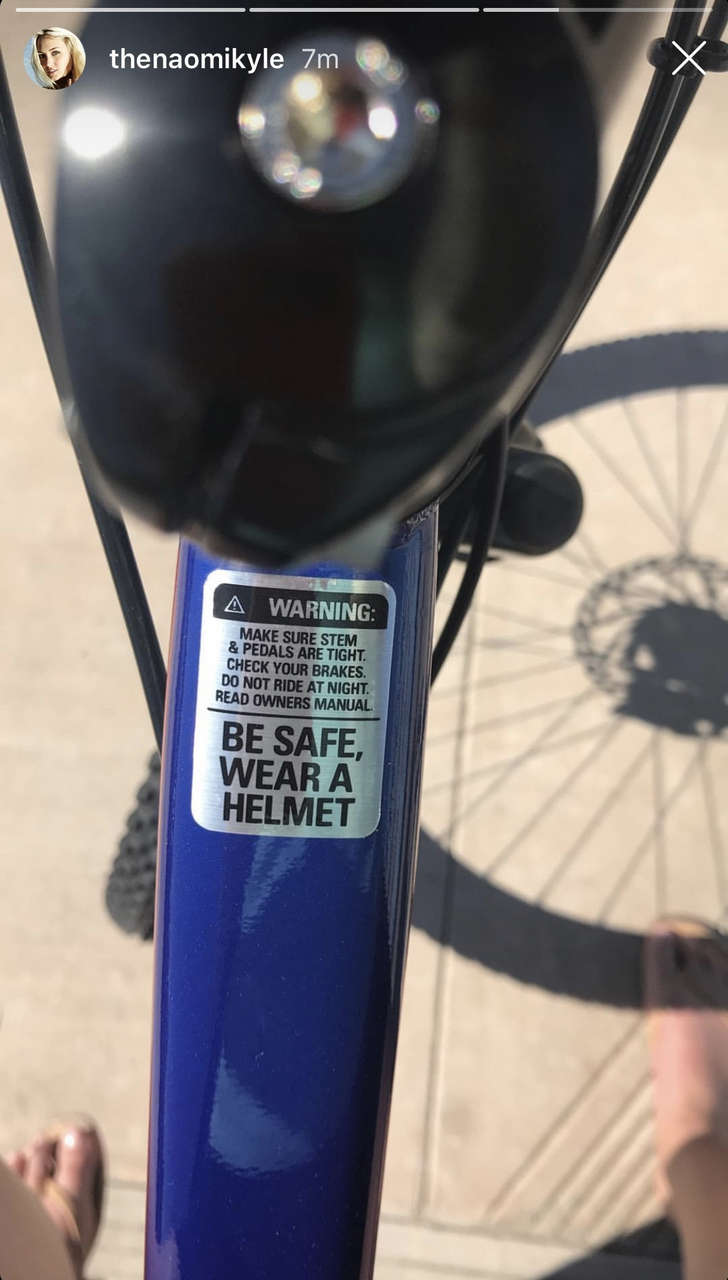 thenaomikyle 7m
WARNING:
MAKE SURE STEM
& PEDALS ARE TIGHT.
CHECK YOUR BRAKES.
DO NOT RIDE AT NIGHT.
READ OWNERS MANUAL.
BE SAFE,
WEAR A
HELMET